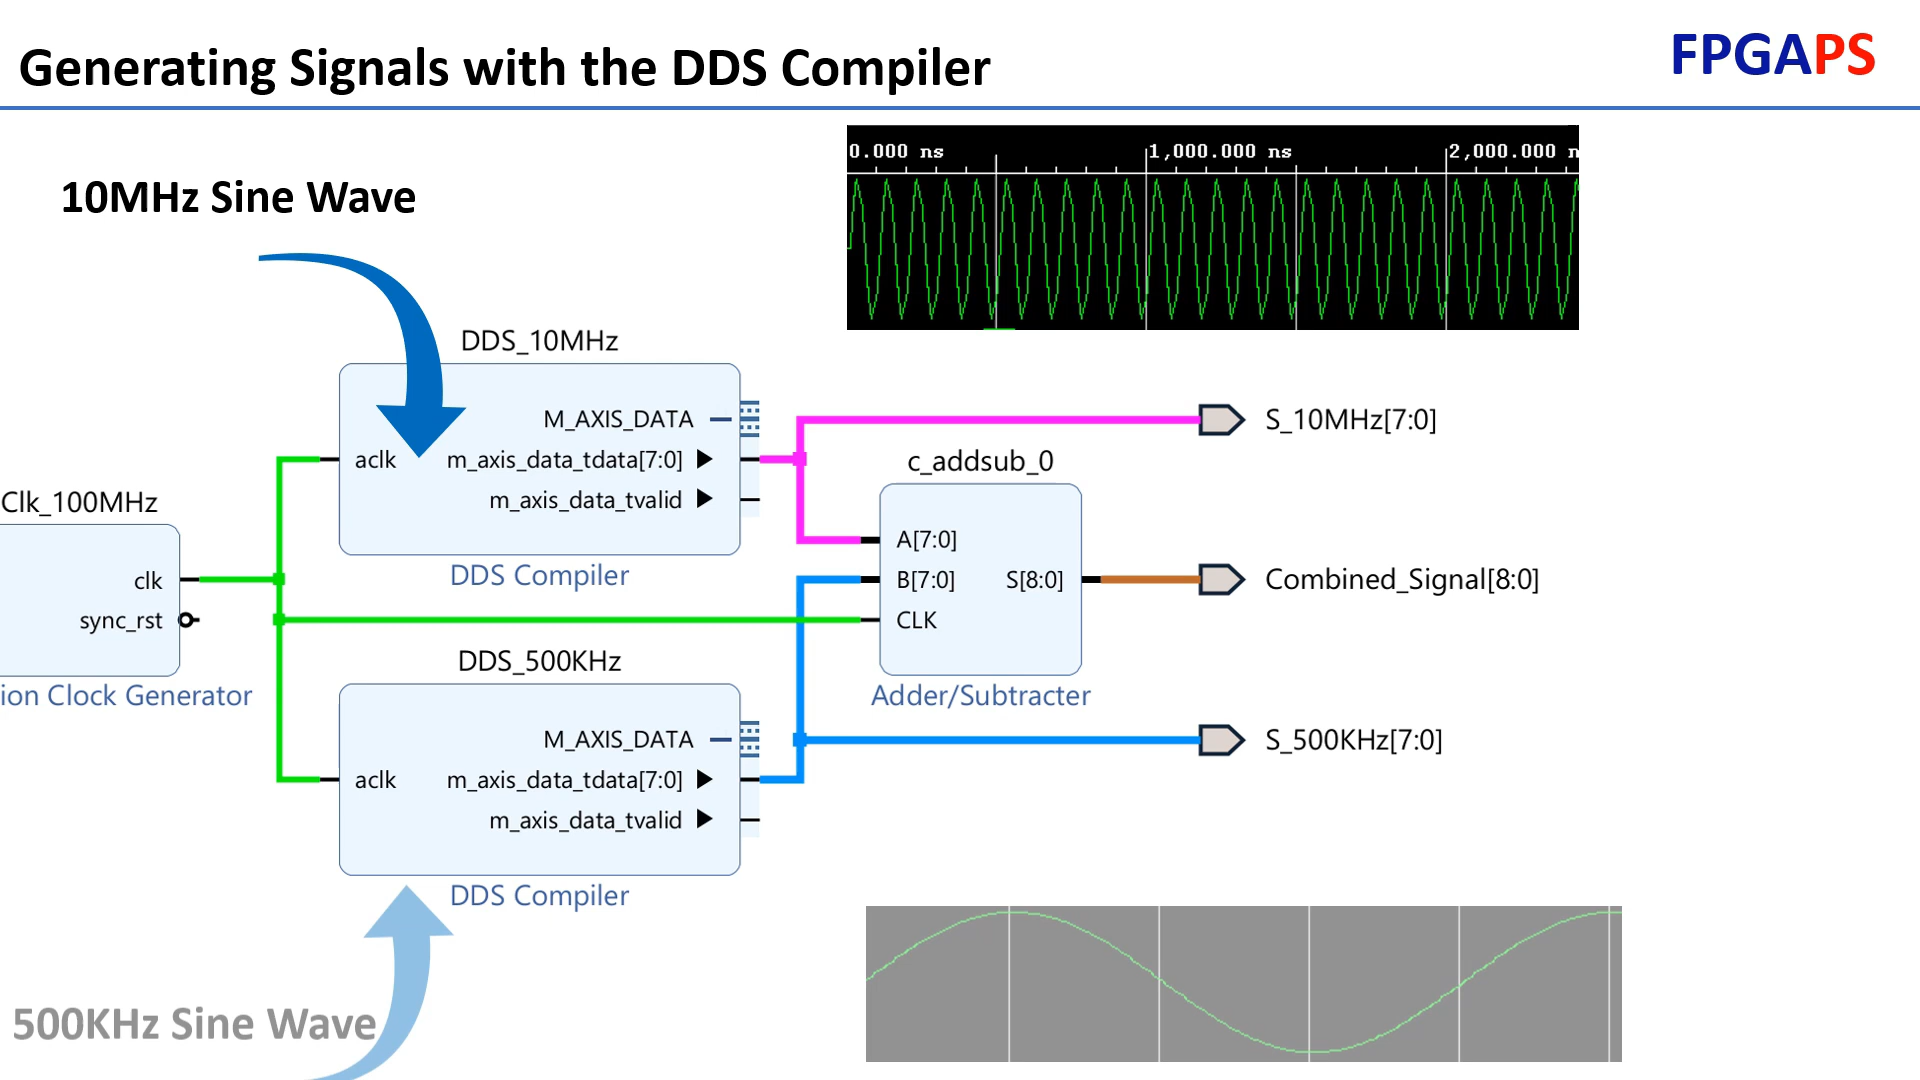 Generating Signals with the DDS Compiler
FPGAPS
10MHz Sine Wave
0.000 ns
1,000.000 ns
2,000.000 n
DDS_10MHz
M_AXIS_DATA
aclk
m_axis_data_tdata[7:0]
m_axis_data_tvalid
DDS Compiler
S_10MHz[7:0]
c_addsub_0
A[7:0]
B[7:0]
S[8:0]
CLK
Adder/Subtracter
Combined_Signal[8:0]
Clk_100MHz
clk
sync_rst
ion Clock Generator
DDS_500KHz
M_AXIS_DATA
aclk
m_axis_data_tdata[7:0]
m_axis_data_tvalid
DDS Compiler
S_500KHz[7:0]
500KHz Sine Wave